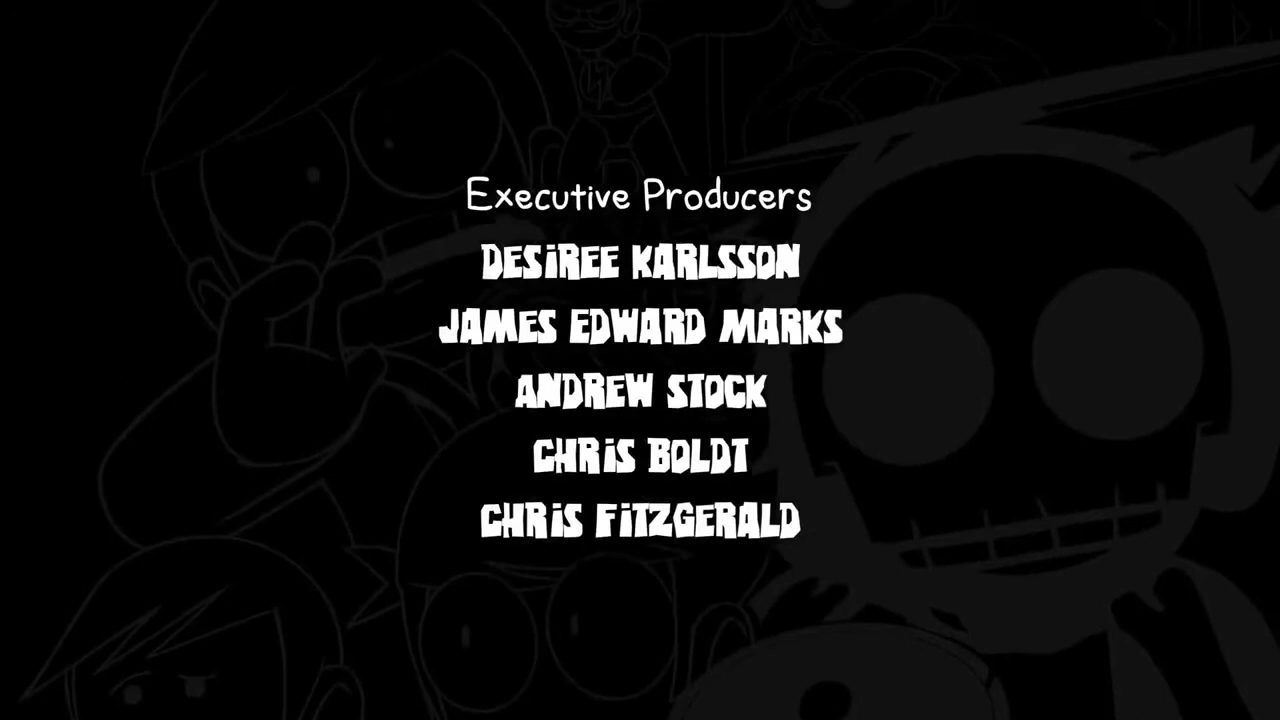 Executive Producers
DESiREE KARLSSON
JAMES EDWARD MARKS
ANDREW STOCK
CHRiS BOLDT
CHRiS FiTZGERALD